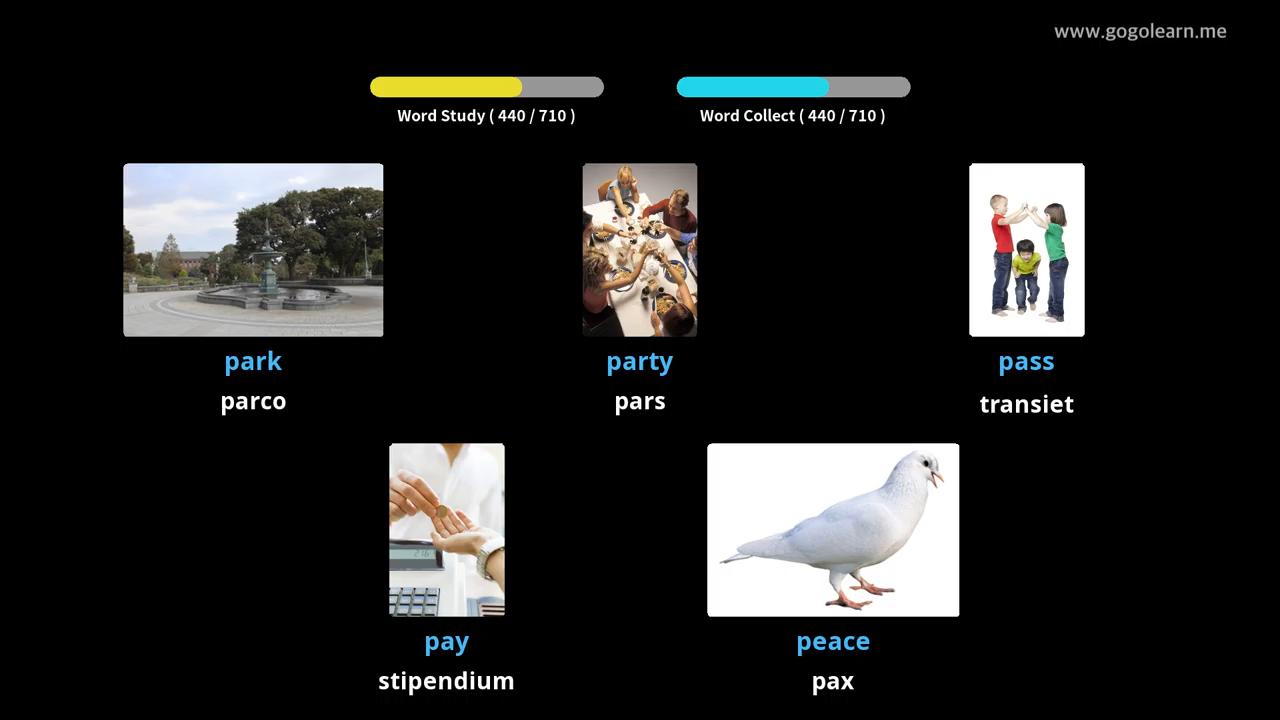 www.gogolearn.me
Word Study ( 440 / 710 )
Word Collect ( 440 / 710 )
park
parco
party
pars
pass
transiet
pay
stipendium
peace
pax